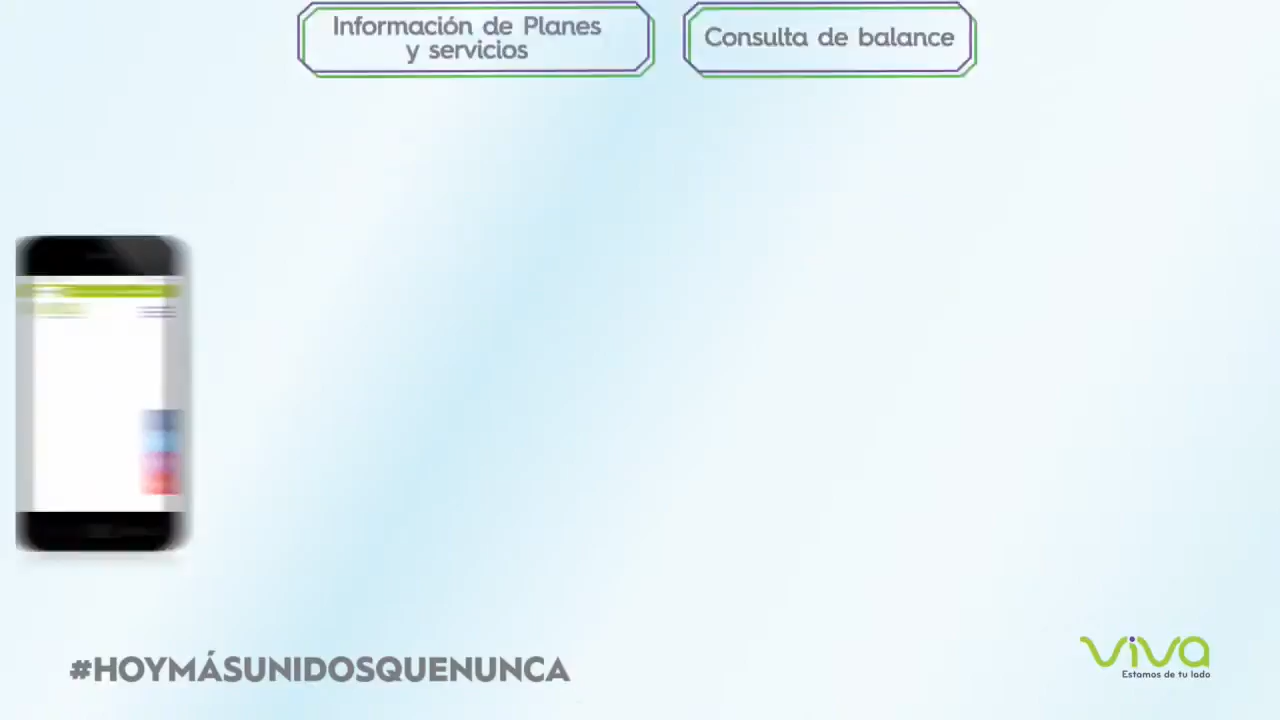 Información de Planes
y servicios
Consulta de balance
#HOYMÁSUNIDOSQUENUNCA
viva
Estamos de tu lado